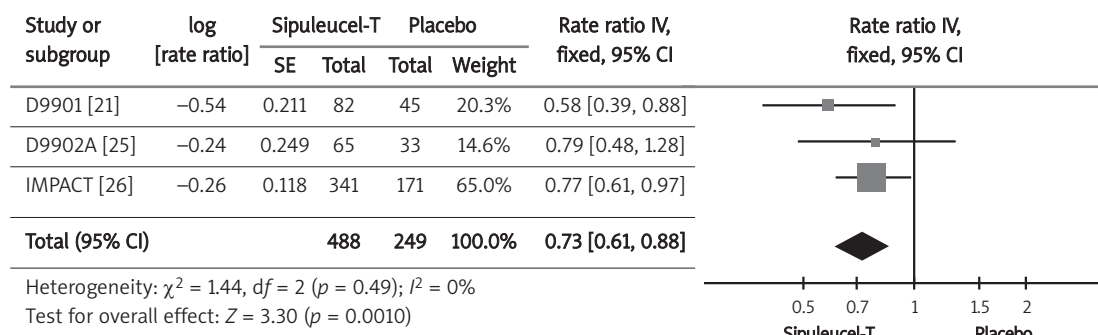 Study or subgroup log [rate ratio] Sipuleucel-T Placebo Rate ratio IV, fixed, 95% CI Rate ratio IV, fixed, 95% CI
SE Total Total Weight
D9901 [21] –0.54 0.211 82 45 20.3% 0.58 [0.39, 0.88]
D9902A [25] –0.24 0.249 65 33 14.6% 0.79 [0.48, 1.28]
IMPACT [26] –0.26 0.118 341 171 65.0% 0.77 [0.61, 0.97]
Total (95% CI) 488 249 100.0% 0.73 [0.61, 0.88]
Heterogeneity: χ² = 1.44, df = 2 (p = 0.49); I² = 0%
Test for overall effect: Z = 3.30 (p = 0.0010)
0.5 0.7 1 1.5 2
Sipuleucel-T Placebo